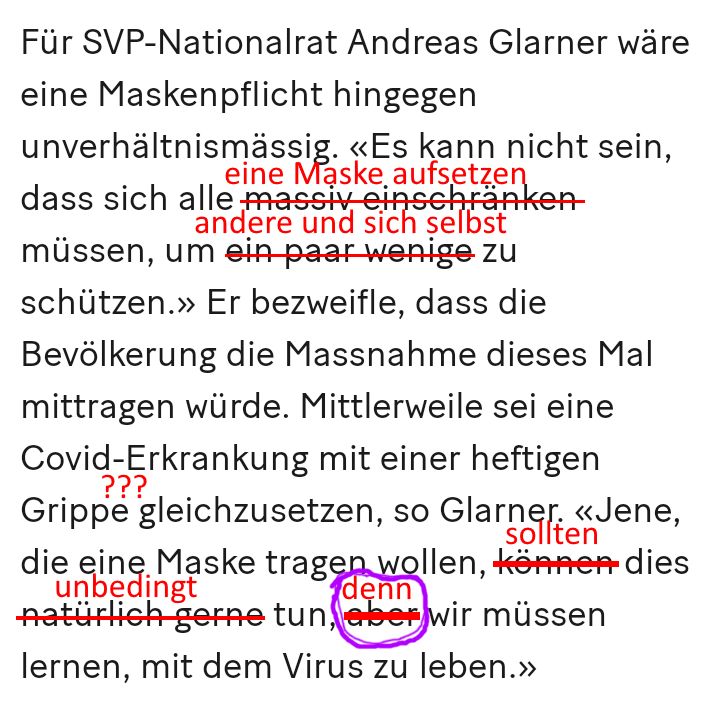 Für SVP-Nationalrat Andreas Glarner wäre
eine Maskenpflicht hingegen
unverhältnismässig. «Es kann nicht sein,
eine Maske aufsetzen
dass sich alle massiv einschränken
andere und sich selbst
müssen, um ein paar wenige zu
schützen.» Er bezweifle, dass die
Bevölkerung die Massnahme dieses Mal
mittragen würde. Mittlerweile sei eine
Covid-Erkrankung mit einer heftigen
???
Grippe gleichzusetzen, so Glarner. «Jene,
sollten
die eine Maske tragen wollen, können dies
unbedingt denn
natürlich gerne tun, aber wir müssen
lernen, mit dem Virus zu leben.»